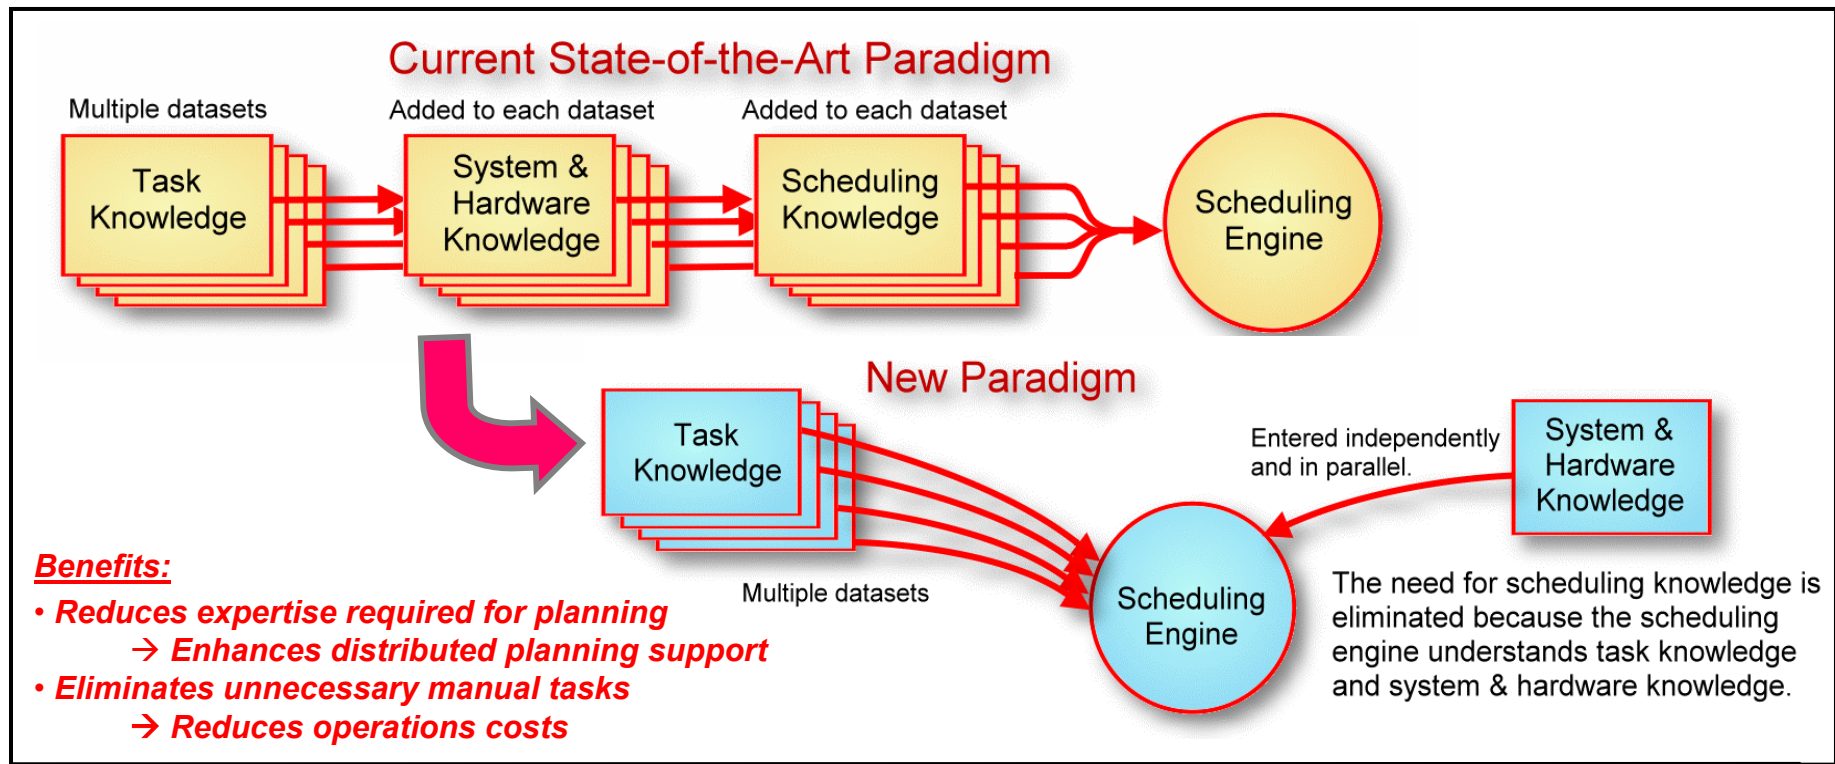 Current State-of-the-Art Paradigm
Multiple datasets
Added to each dataset
Added to each dataset
Task
Knowledge
System &
Hardware
Knowledge
Scheduling
Knowledge
Scheduling
Engine
New Paradigm
Task
Knowledge
Multiple datasets
Entered independently
and in parallel.
System &
Hardware
Knowledge
Scheduling
Engine
The need for scheduling knowledge is
eliminated because the scheduling
engine understands task knowledge
and system & hardware knowledge.
Benefits:
• Reduces expertise required for planning
→ Enhances distributed planning support
• Eliminates unnecessary manual tasks
→ Reduces operations costs